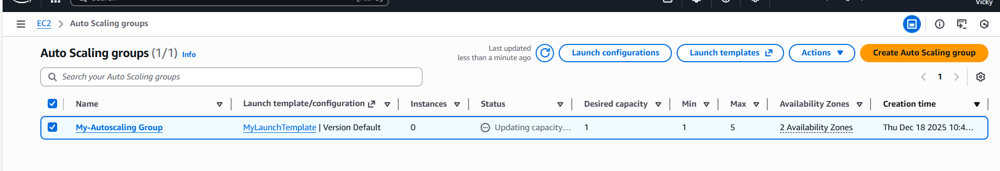 Vicky
EC2 > Auto Scaling groups
Auto Scaling groups (1/1) Info
Last updated
less than a minute ago
Launch configurations
Launch templates
Actions
Create Auto Scaling group
Search your Auto Scaling groups
1
Name Launch template/configuration Instances Status Desired capacity Min Max Availability Zones Creation time
My-Autoscaling Group MyLaunchTemplate | Version Default 0 Updating capacity... 1 1 5 2 Availability Zones Thu Dec 18 2025 10:4...